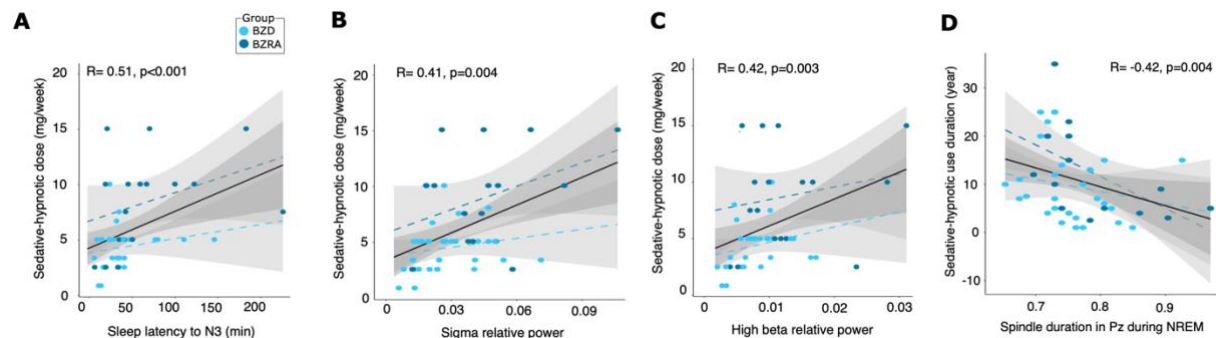 Group
BZD
BZRA
A
R= 0.51, p<0.001
Sedative-hypnotic dose (mg/week)
20
15
10
5
0
0
50
100
150
200
Sleep latency to N3 (min)
B
R= 0.41, p=0.004
Sedative-hypnotic dose (mg/week)
20
15
10
5
0
0
0.03
0.06
0.09
Sigma relative power
C
R= 0.42, p=0.003
Sedative-hypnotic dose (mg/week)
20
15
10
5
0
0
0.01
0.02
0.03
High beta relative power
D
R= -0.42, p=0.004
Sedative-hypnotic use duration (year)
30
20
10
0
-10
0.7
0.8
0.9
Spindle duration in Pz during NREM